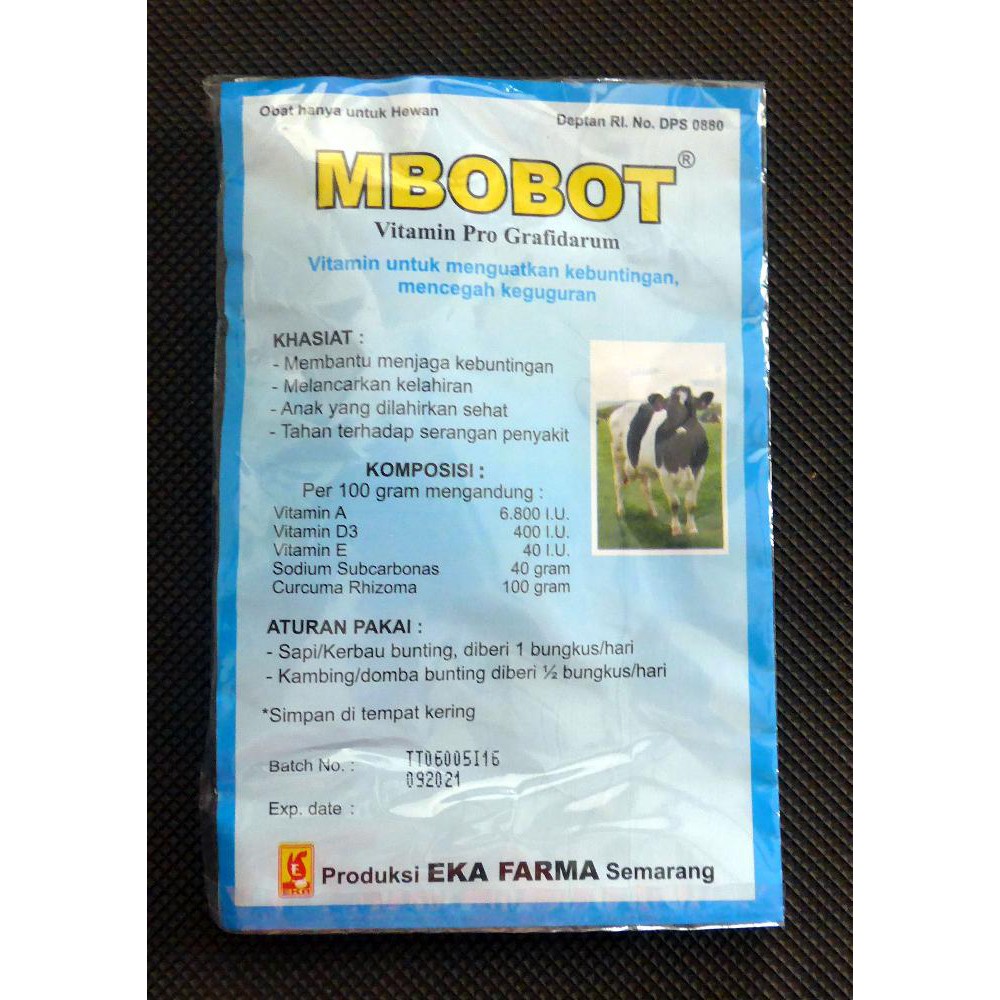 Obat hanya untuk Hewan
Deptan RI. No. DPS 0880
MBOBOT®
Vitamin Pro Grafidarum
Vitamin untuk menguatkan kebuntingan,
mencegah keguguran
KHASIAT :
- Membantu menjaga kebuntingan
- Melancarkan kelahiran
- Anak yang dilahirkan sehat
- Tahan terhadap serangan penyakit
KOMPOSISI :
Per 100 gram mengandung :
Vitamin A 6.800 I.U.
Vitamin D3 400 I.U.
Vitamin E 40 I.U.
Sodium Subcarbonas 40 gram
Curcuma Rhizoma 100 gram
ATURAN PAKAI :
- Sapi/Kerbau bunting, diberi 1 bungkus/hari
- Kambing/domba bunting diberi ½ bungkus/hari
*Simpan di tempat kering
Batch No. : TT06005I16
092021
Exp. date :
Produksi EKA FARMA Semarang